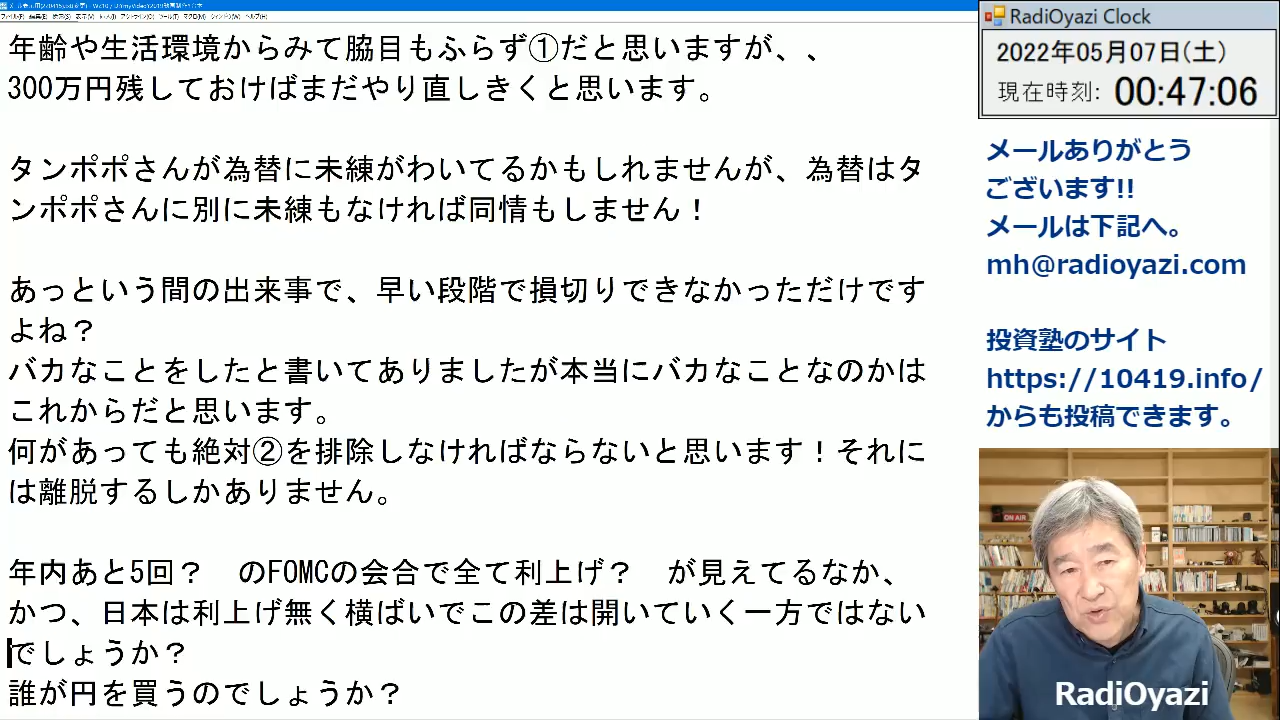 年齢や生活環境からみて脇目もふらず①だと思いますが、、
300万円残しておけばまだやり直しきくと思います。
タンポポさんが為替に未練がわいてるかもしれませんが、為替はタ
ンポポさんに別に未練もなければ同情もしません！
あっという間の出来事で、早い段階で損切りできなかっただけです
よね？
バカなことをしたと書いてありましたが本当にバカなことなのかは
これからだと思います。
何があっても絶対②を排除しなければならないと思います！それに
は離脱するしかありません。
年内あと5回？　のFOMCの会合で全て利上げ？　が見えてるなか、
かつ、日本は利上げ無く横ばいでこの差は開いていく一方ではない
でしょうか？
誰が円を買うのでしょうか？
RadiOyazi Clock
2022年05月07日(土)
現在時刻: 00:47:06
メールありがとう
ございます!!
メールは下記へ。
mh@radioyazi.com
投資塾のサイト
https://10419.info/
からも投稿できます。
ON AIR
RadiOyazi